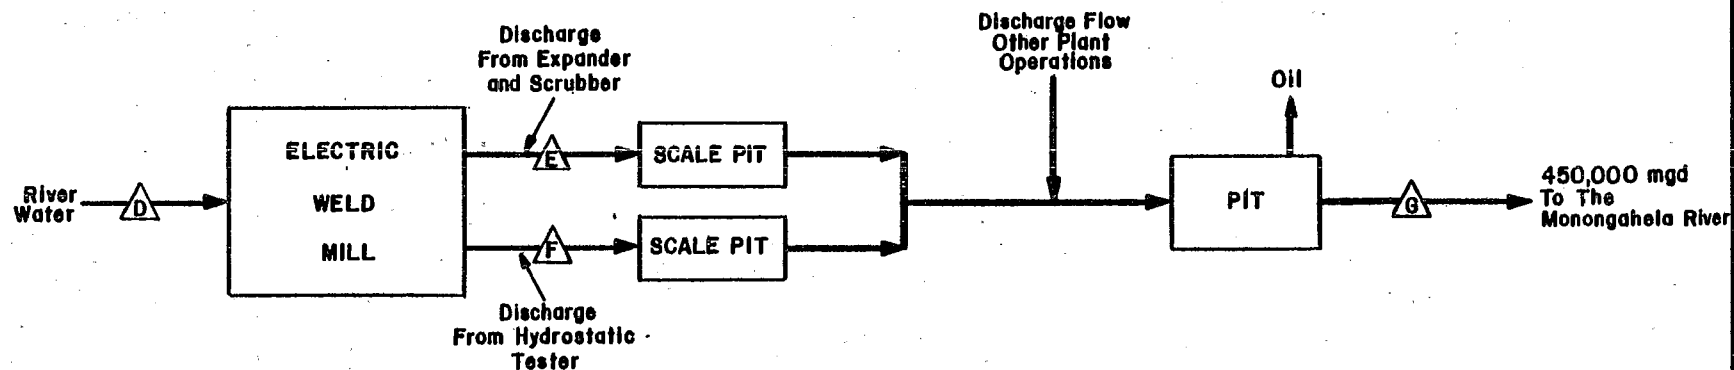 River
Water
D
ELECTRIC
WELD
MILL
Discharge
From Expander
and Scrubber
E
SCALE PIT
F
SCALE PIT
Discharge
From Hydrostatic
Tester
Discharge Flow
Other Plant
Operations
PIT
Oil
G
450,000 mgd
To The
Monongahela River